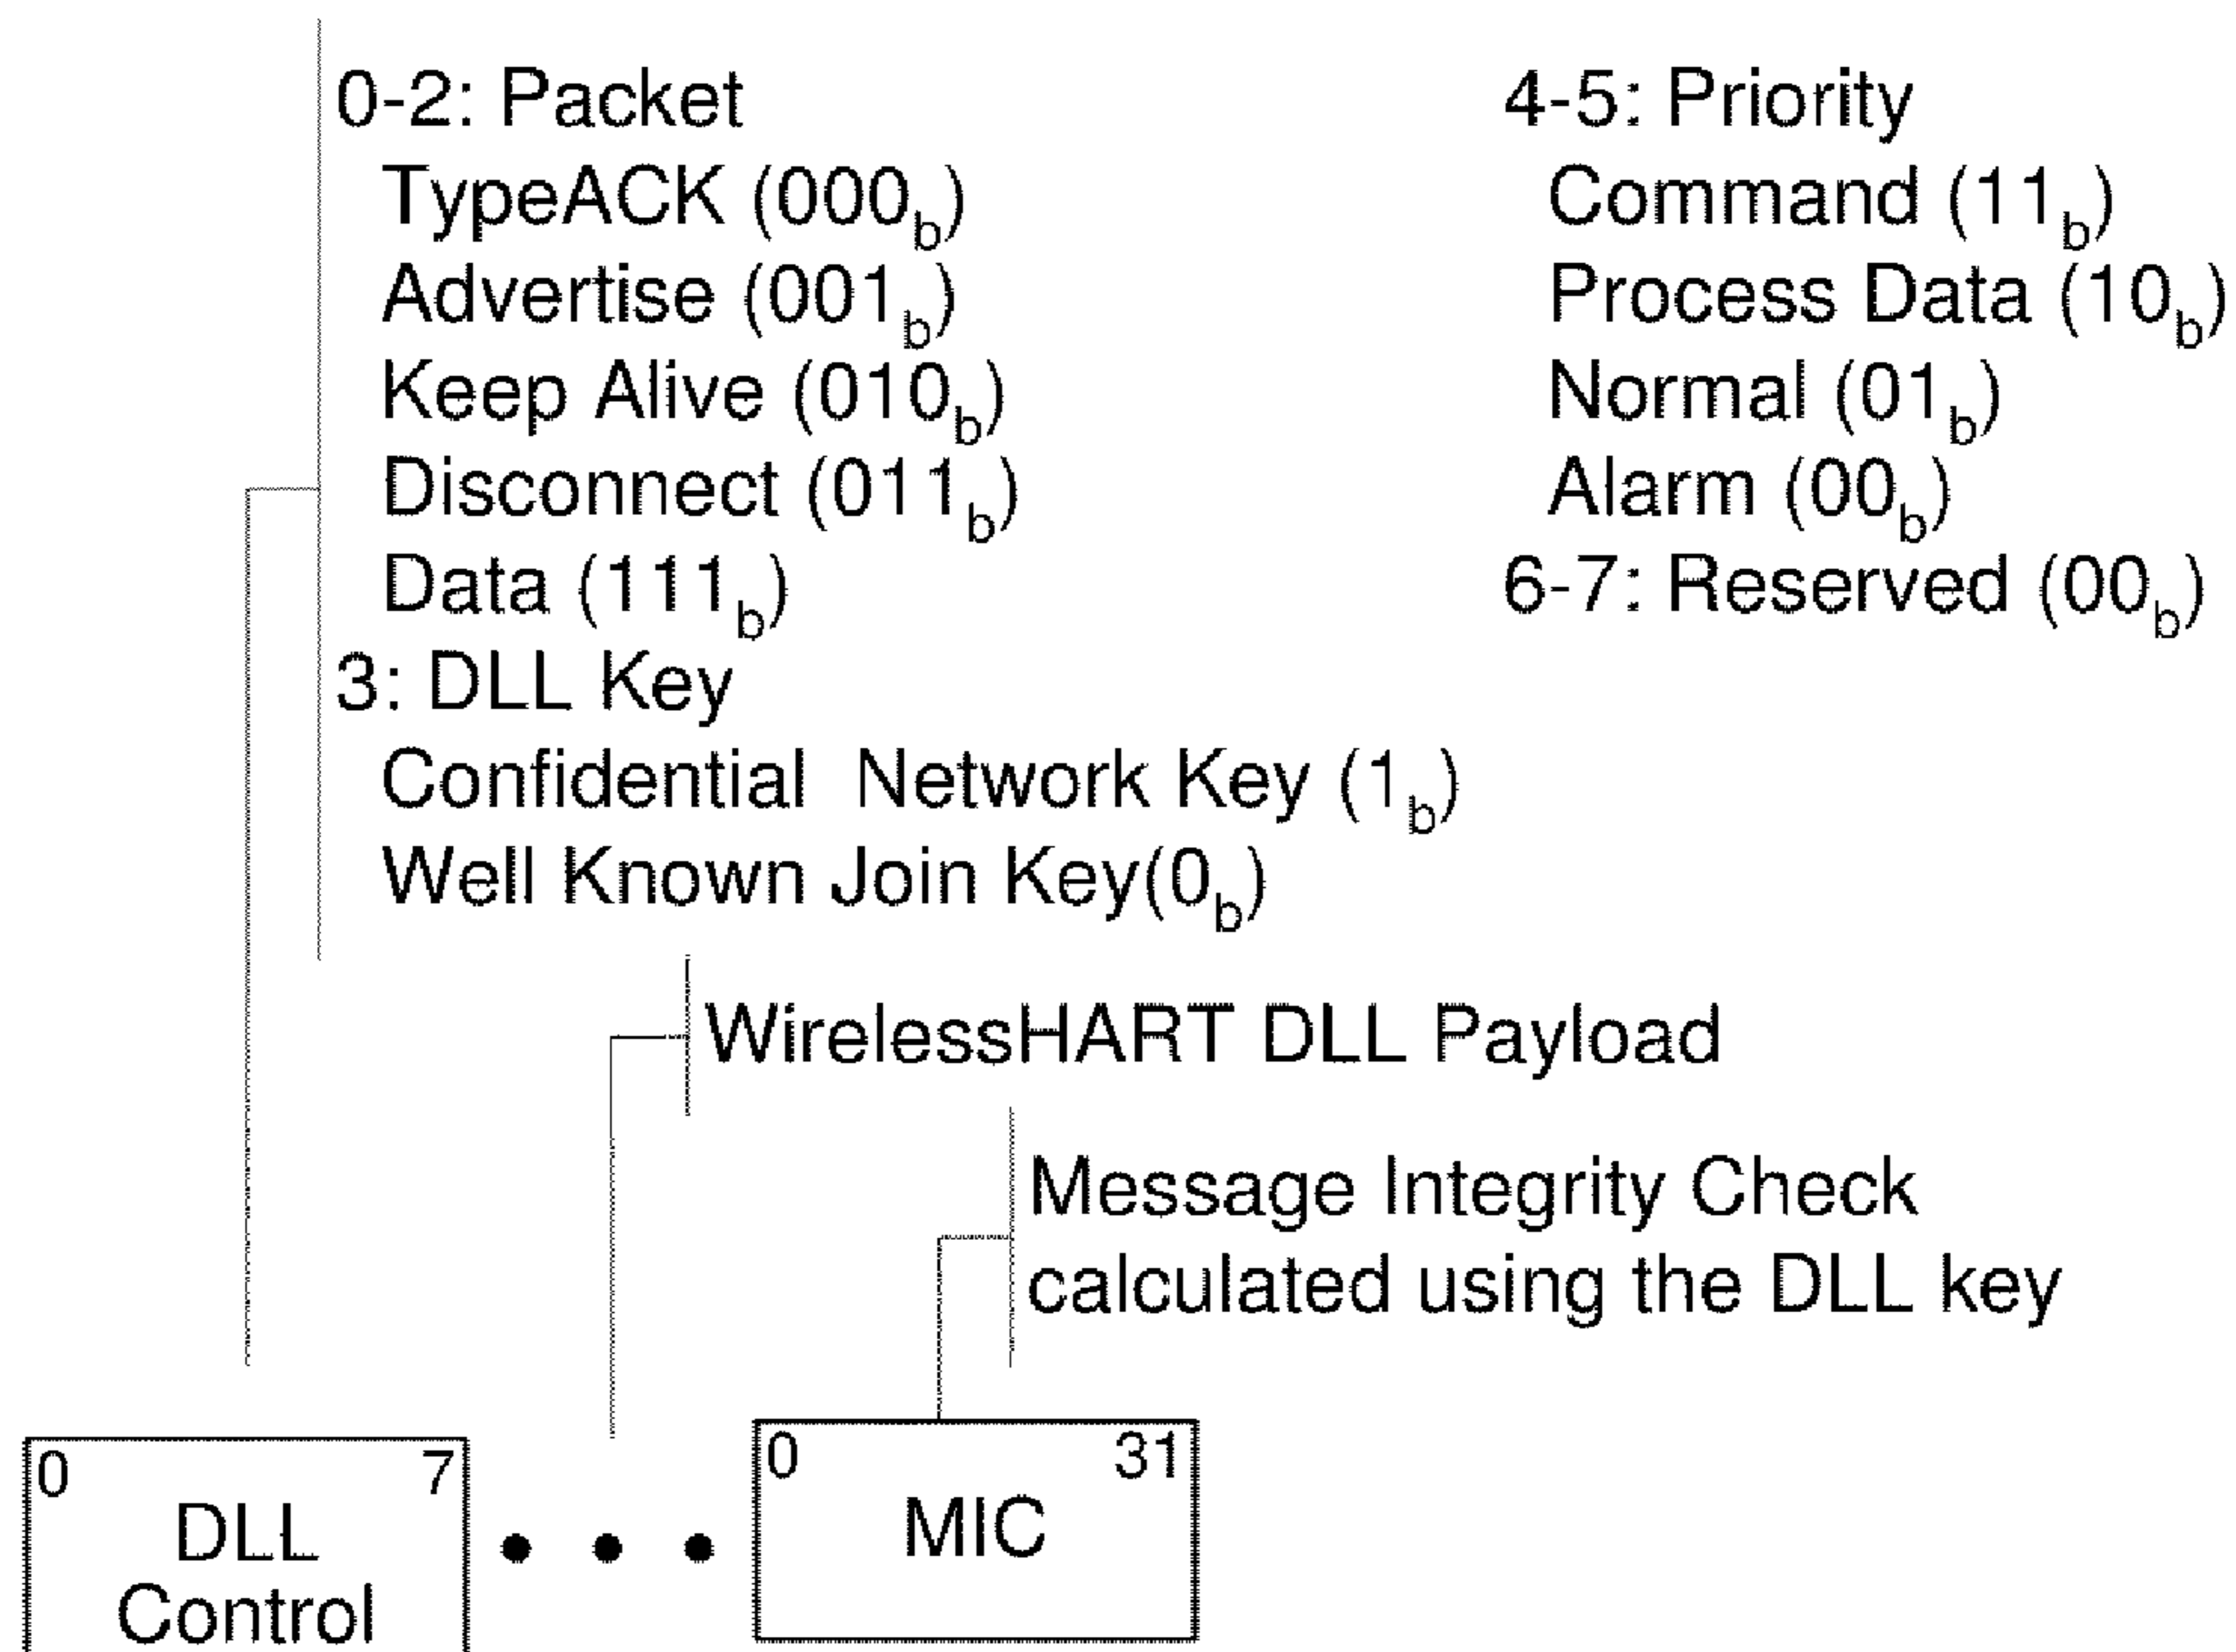 0-2: Packet
TypeACK (000b)
Advertise (001b)
Keep Alive (010b)
Disconnect (011b)
Data (111b)
3: DLL Key
Confidential Network Key (1b)
Well Known Join Key(0b)
4-5: Priority
Command (11b)
Process Data (10b)
Normal (01b)
Alarm (00b)
6-7: Reserved (00b)
WirelessHART DLL Payload
Message Integrity Check
calculated using the DLL key
0 7
DLL
Control
0 31
MIC